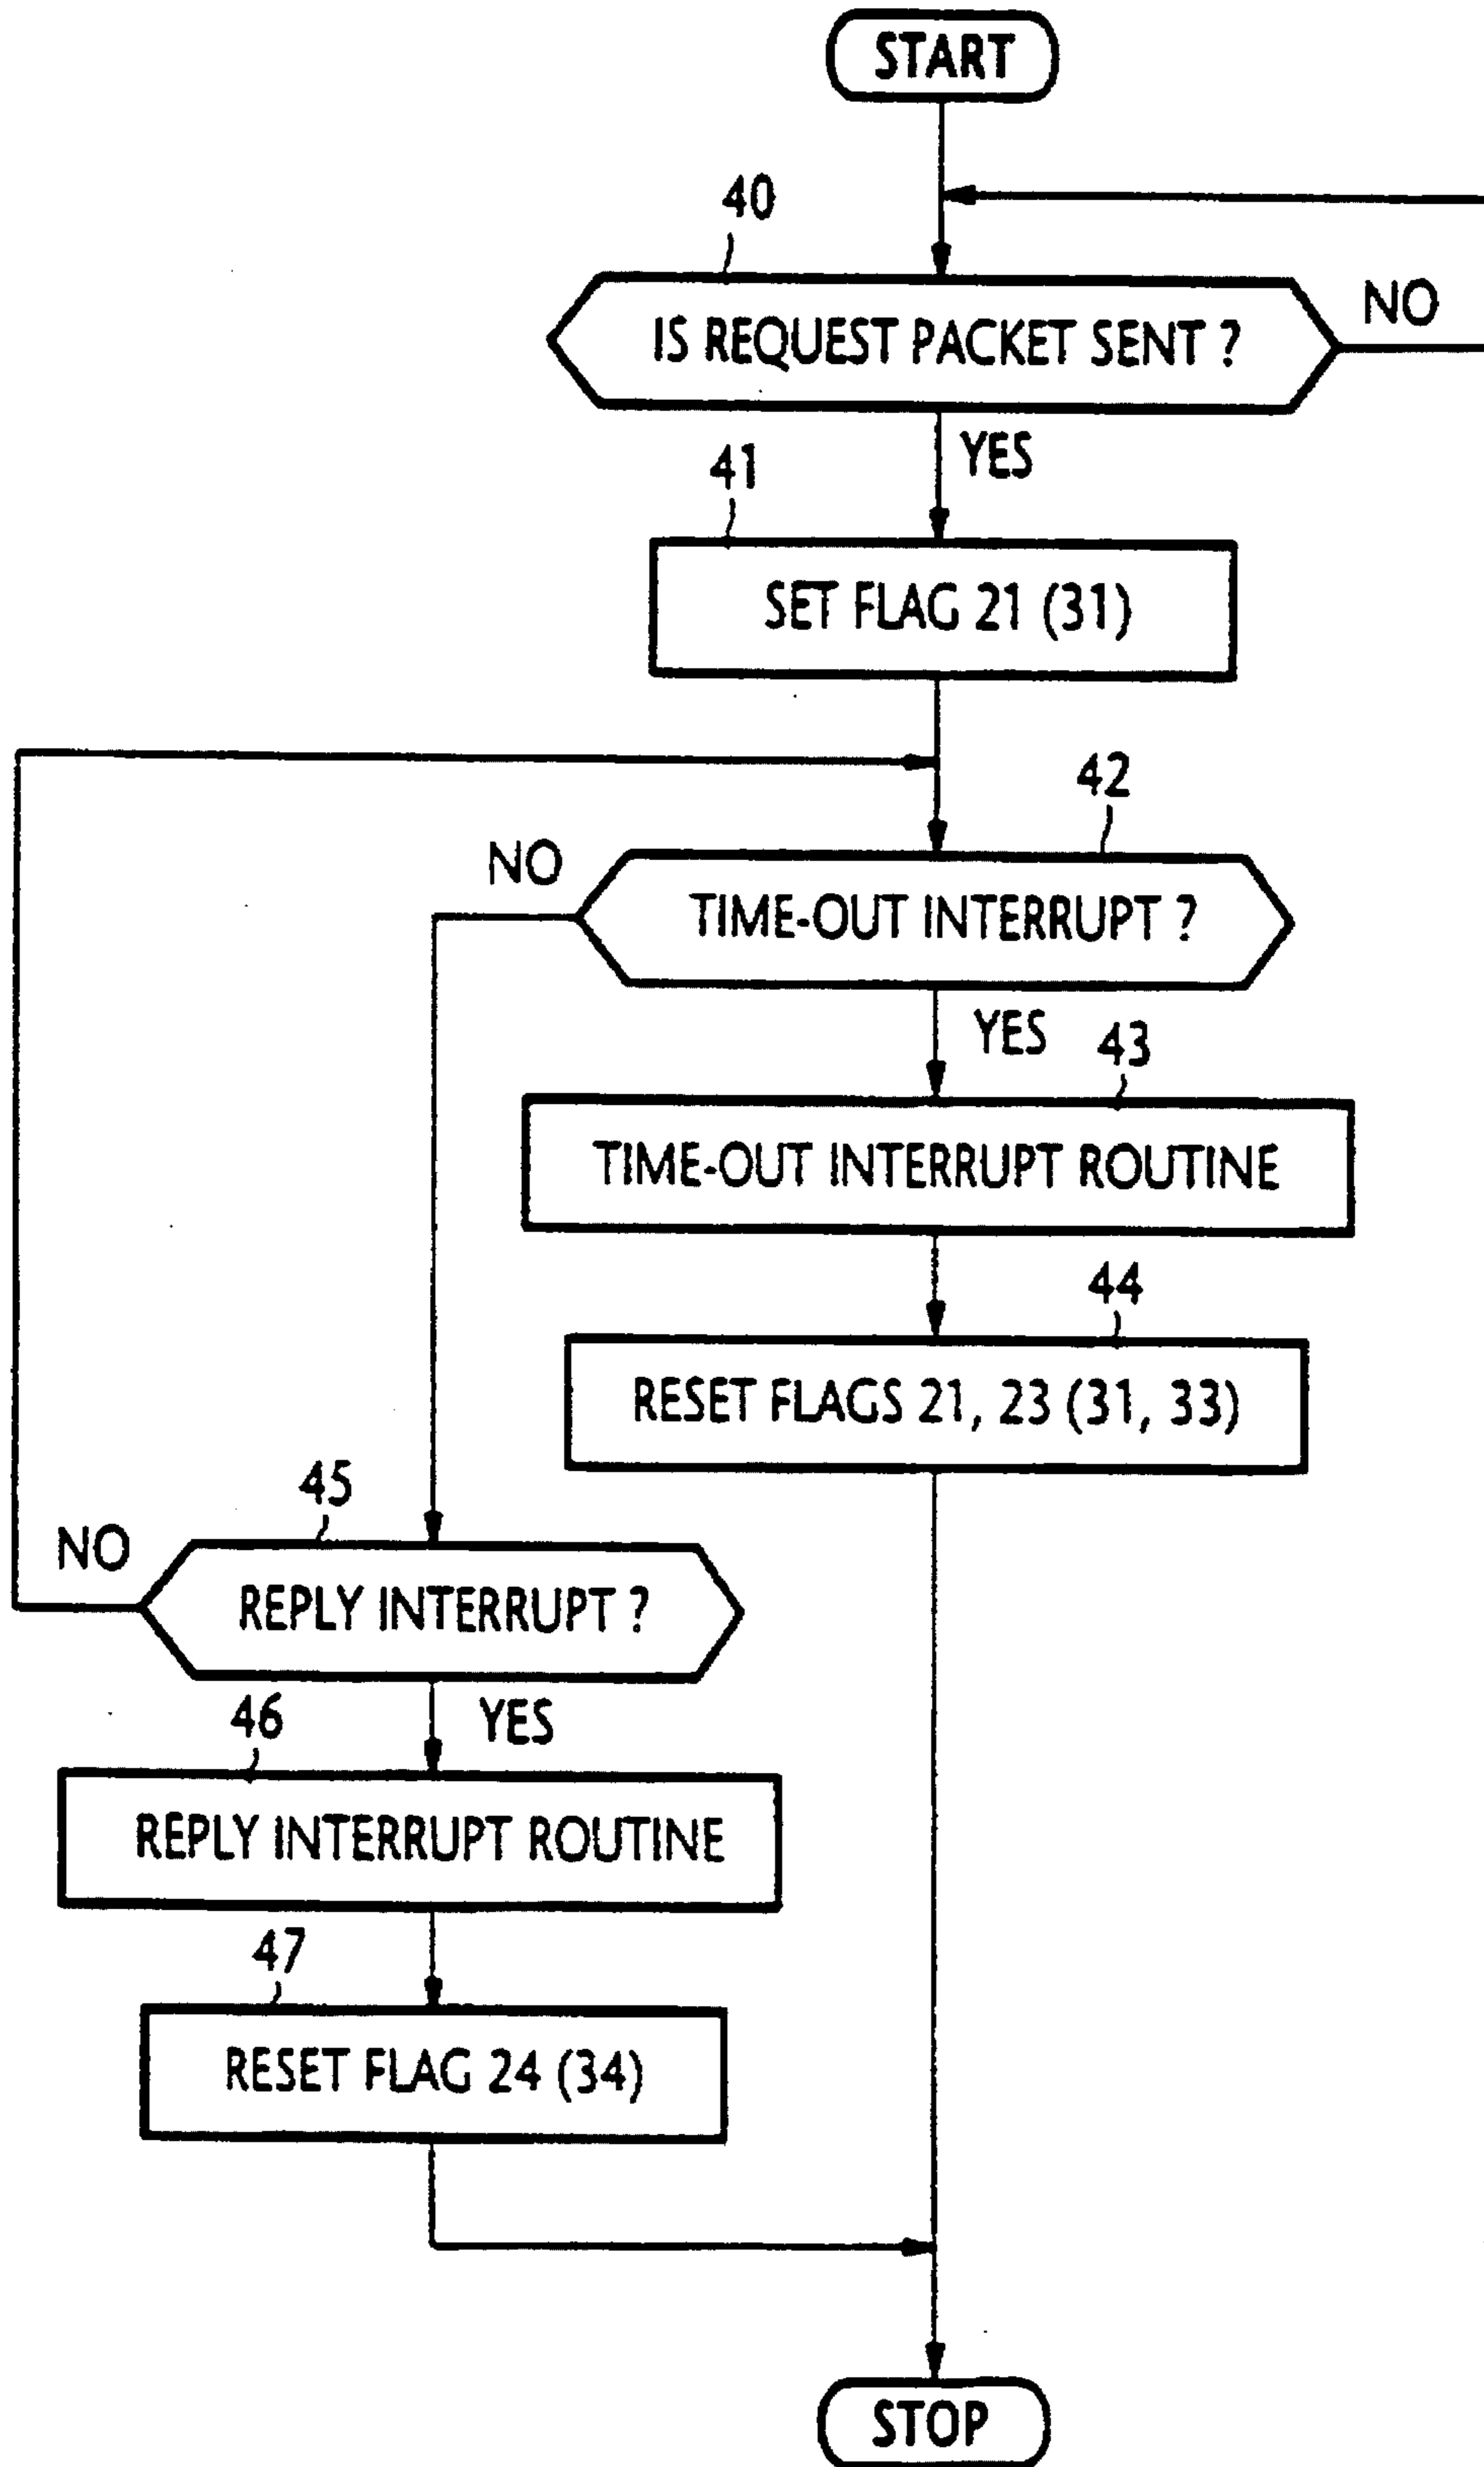 START
40
IS REQUEST PACKET SENT ?
NO
YES
41
SET FLAG 21 (31)
42
NO
TIME-OUT INTERRUPT ?
YES
43
TIME-OUT INTERRUPT ROUTINE
44
RESET FLAGS 21, 23 (31, 33)
45
NO
REPLY INTERRUPT ?
YES
46
REPLY INTERRUPT ROUTINE
47
RESET FLAG 24 (34)
STOP